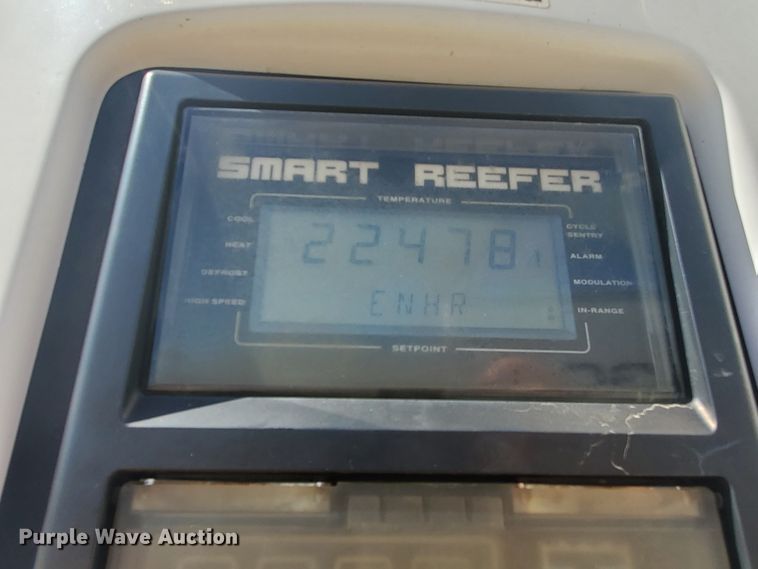 SMART REEFER
TEMPERATURE
COOL
HEAT
DEFROST
HIGH SPEED
22478
ENHR
CYCLE
SENTRY
ALARM
MODULATION
IN-RANGE
SETPOINT
Purple Wave Auction